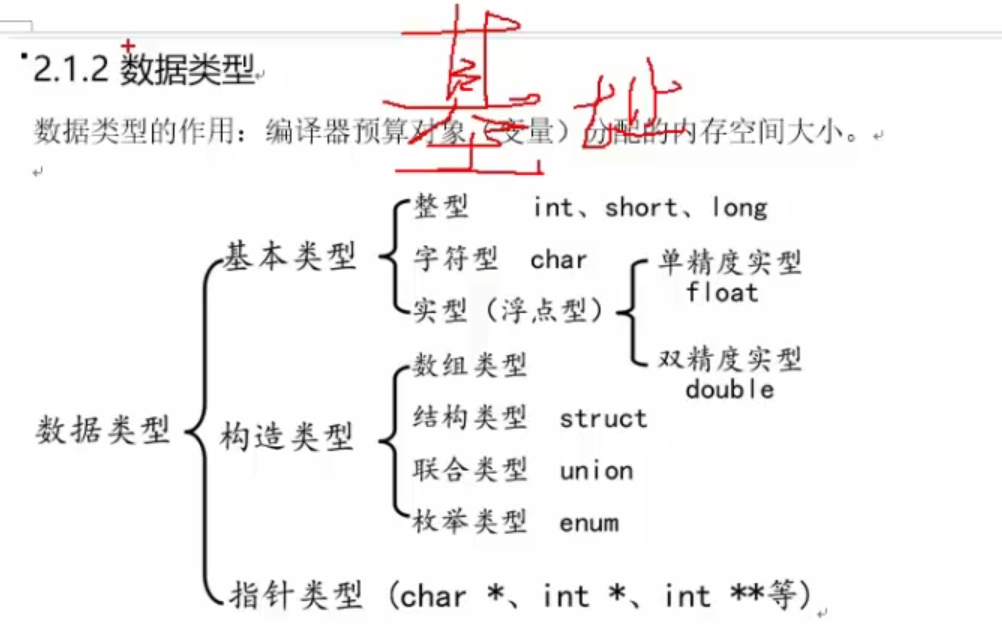 2.1.2 数据类型
基址
数据类型的作用：编译器预算对象（变量）分配的内存空间大小。
整型 int、short、long
基本类型
字符型 char
单精度实型
float
实型（浮点型）
双精度实型
double
数组类型
结构类型 struct
数据类型
构造类型
联合类型 union
枚举类型 enum
指针类型（char *、int *、int **等）